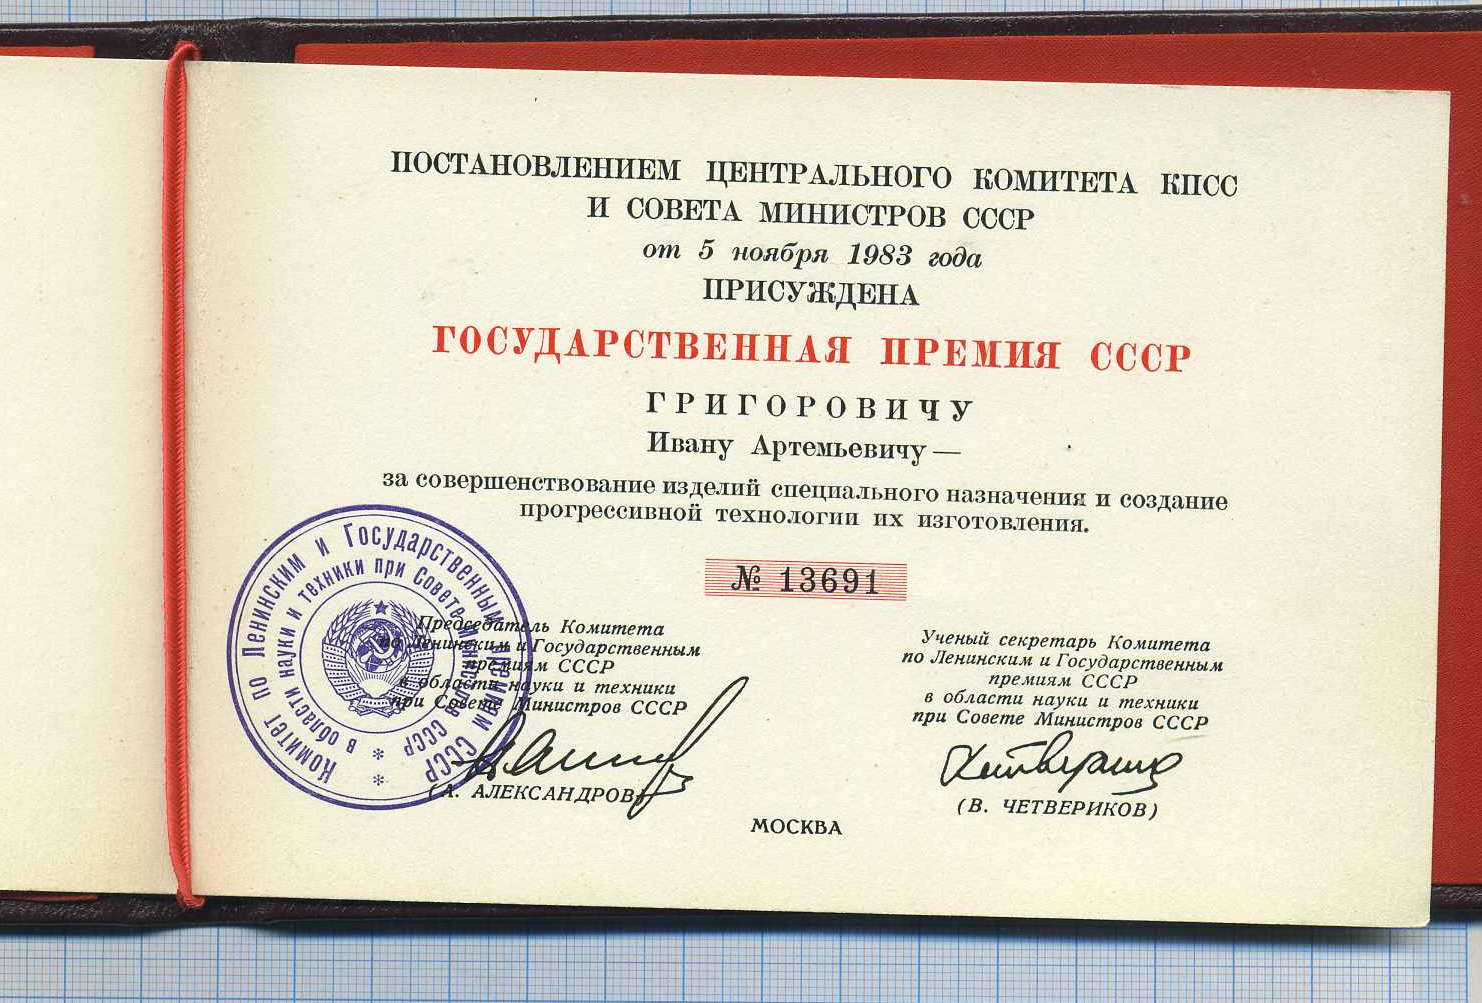 ПОСТАНОВЛЕНИЕМ ЦЕНТРАЛЬНОГО КОМИТЕТА КПСС
И СОВЕТА МИНИСТРОВ СССР
от 5 ноября 1983 года
ПРИСУЖДЕНА
ГОСУДАРСТВЕННАЯ ПРЕМИЯ СССР
ГРИГОРОВИЧУ
Ивану Артемьевичу —
за совершенствование изделий специального назначения и создание
прогрессивной технологии их изготовления.
№ 13691
Председатель Комитета
по Ленинским и Государственным
премиям СССР
в области науки и техники
при Совете Министров СССР
(А. АЛЕКСАНДРОВ)
Ученый секретарь Комитета
по Ленинским и Государственным
премиям СССР
в области науки и техники
при Совете Министров СССР
(В. ЧЕТВЕРИКОВ)
МОСКВА
Комитет по Ленинским и Государственным премиям СССР *
в области науки и техники при Совете Министров СССР *